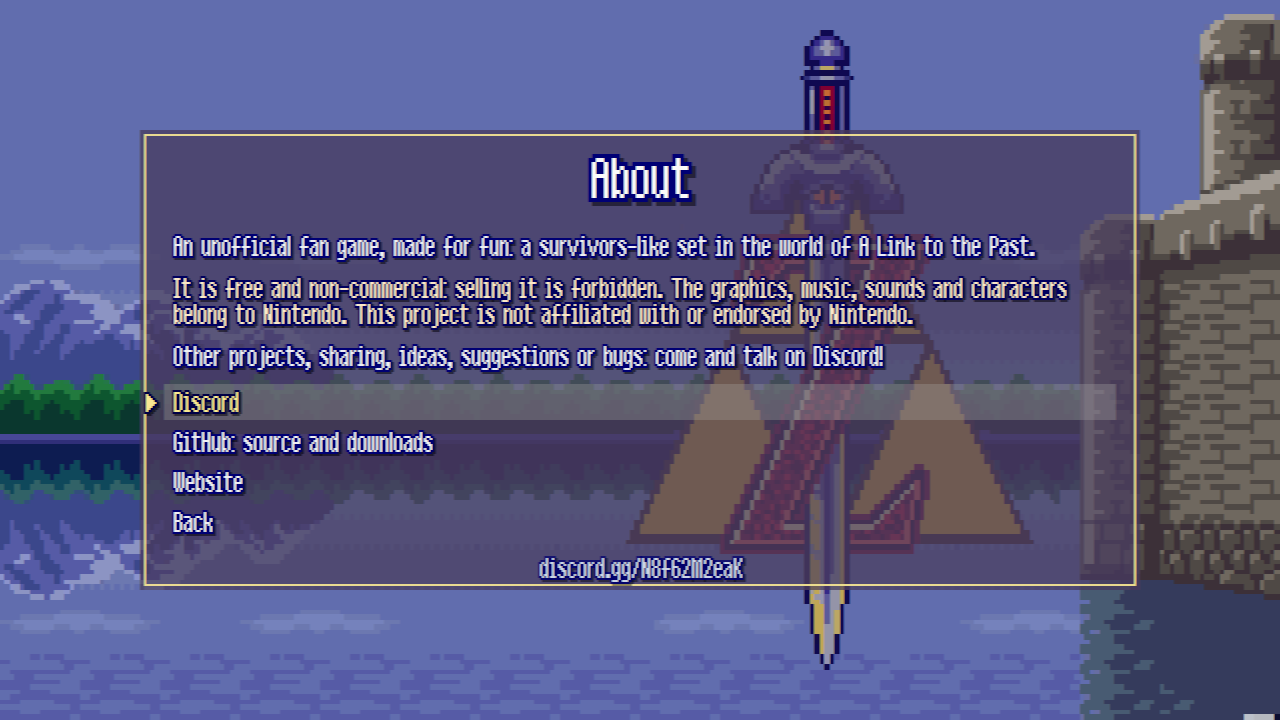 About
An unofficial fan game, made for fun: a survivors-like set in the world of A Link to the Past.
It is free and non-commercial: selling it is forbidden. The graphics, music, sounds and characters
belong to Nintendo. This project is not affiliated with or endorsed by Nintendo.
Other projects, sharing, ideas, suggestions or bugs: come and talk on Discord!
Discord
GitHub: source and downloads
Website
Back
discord.gg/N8f62M2eaK